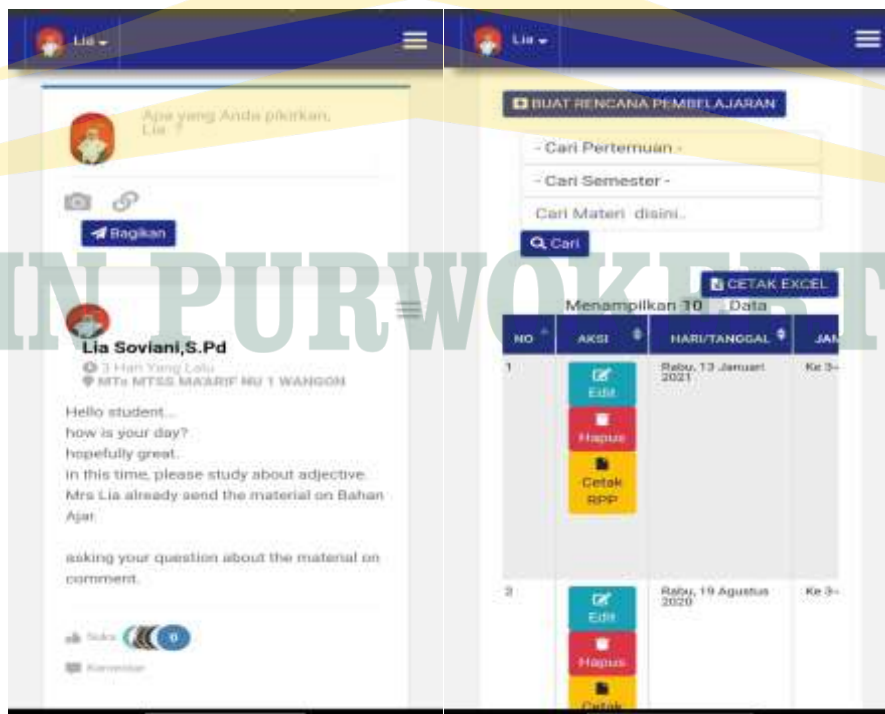 Lia
Apa yang Anda pikirkan,
Lia ?
Bagikan
Lia Soviani,S.Pd
3 Hari Yang Lalu
MTs MTSS MA'ARIF NU 1 WANGON
Hello student...
how is your day?
hopefully great.
in this time, please study about adjective.
Mrs Lia already send the material on Bahan
Ajar
asking your question about the material on
comment.
Suka
Komentar
Lia
BUAT RENCANA PEMBELAJARAN
- Cari Pertemuan -
- Cari Semester -
Cari Materi disini..
Cari
CETAK EXCEL
Menampilkan 10 Data
NO AKSI HARI/TANGGAL JAM
1 Edit Rabu, 13 Januari 2021 Ke 3-
Hapus
Cetak
RPP
2 Edit Rabu, 19 Agustus 2020 Ke 3-
Hapus
Cetak
IN PURWOKERT